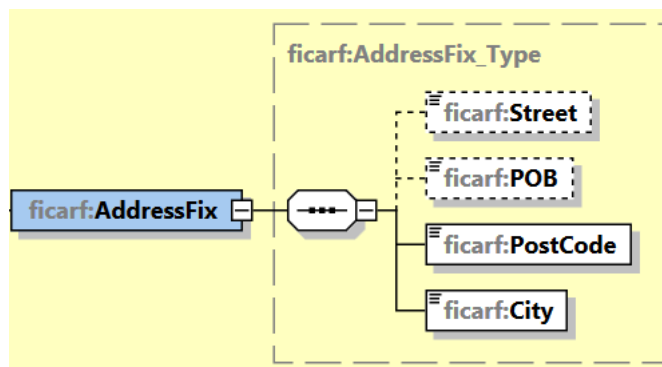 ficarf:AddressFix_Type
ficarf:Street
ficarf:POB
ficarf:AddressFix
ficarf:PostCode
ficarf:City